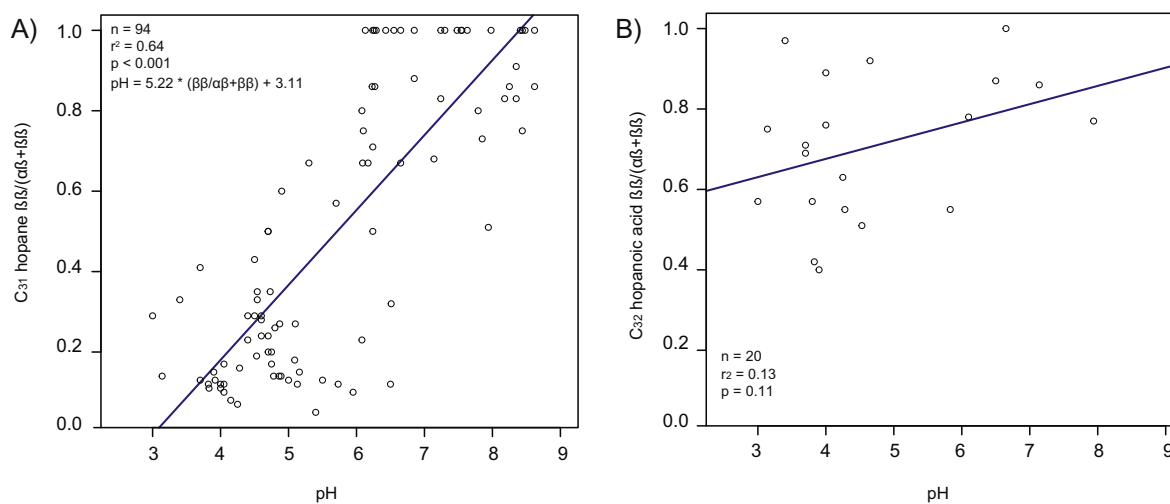 A)
n = 94
r² = 0.64
p < 0.001
pH = 5.22 * (ββ/αβ+ββ) + 3.11
C₃₁ hopane ßß/(αß+ßß)
1.0
0.8
0.6
0.4
0.2
0.0
3 4 5 6 7 8 9
pH
B)
C₃₂ hopanoic acid ßß/(αß+ßß)
1.0
0.8
0.6
0.4
0.2
0.0
n = 20
r₂ = 0.13
p = 0.11
3 4 5 6 7 8 9
pH